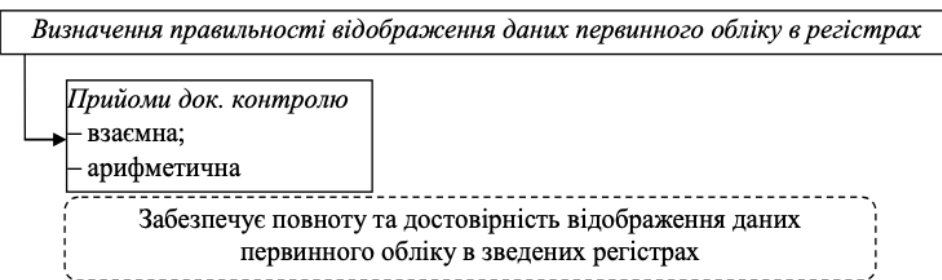 Визначення правильності відображення даних первинного обліку в регістрах
Прийоми док. контролю
– взаємна;
– арифметична
Забезпечує повноту та достовірність відображення даних
первинного обліку в зведених регістрах